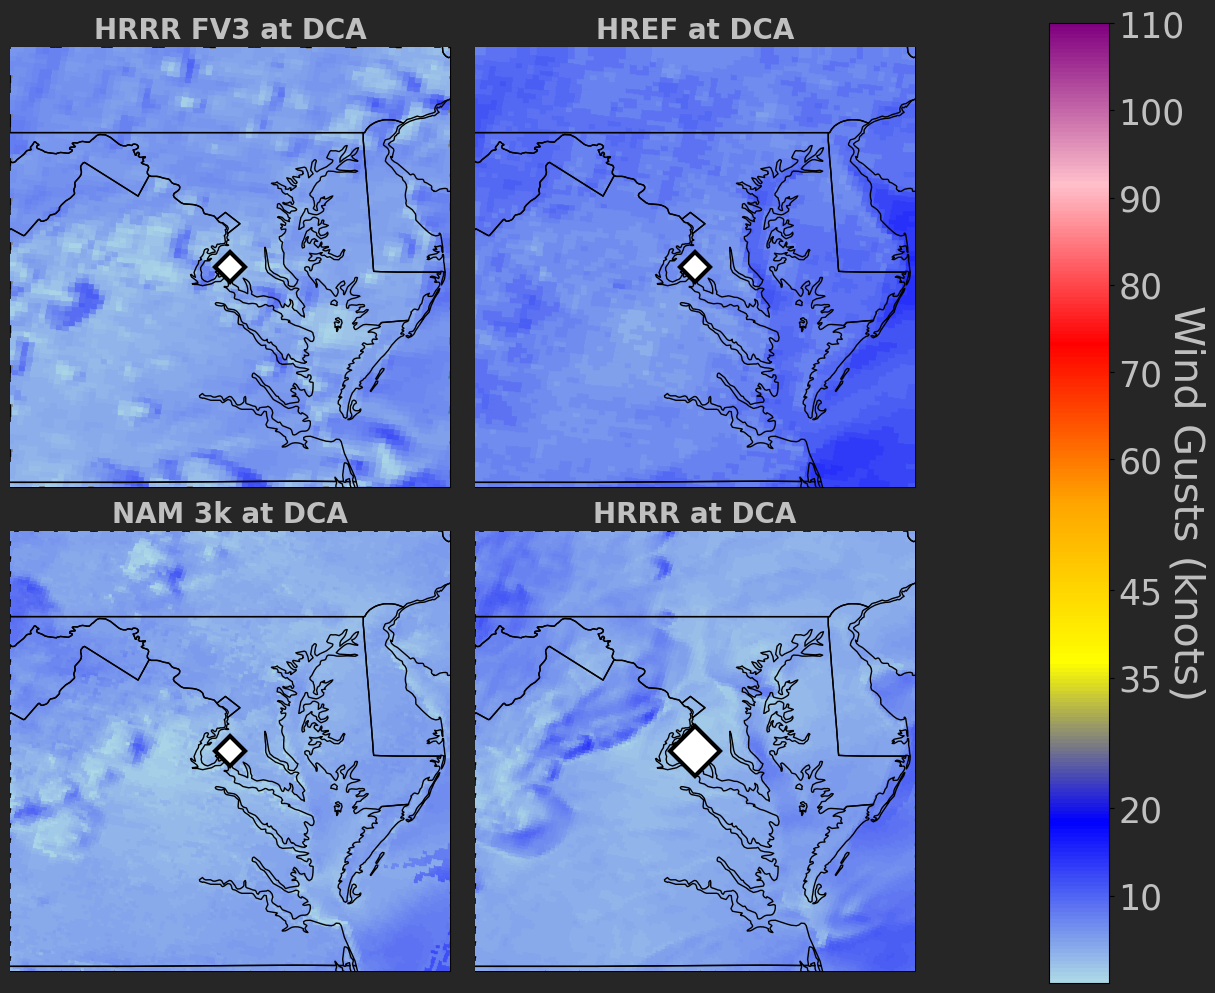 HRRR FV3 at DCA
HREF at DCA
NAM 3k at DCA
HRRR at DCA
110
100
90
80
70
60
45
35
20
10
Wind Gusts (knots)